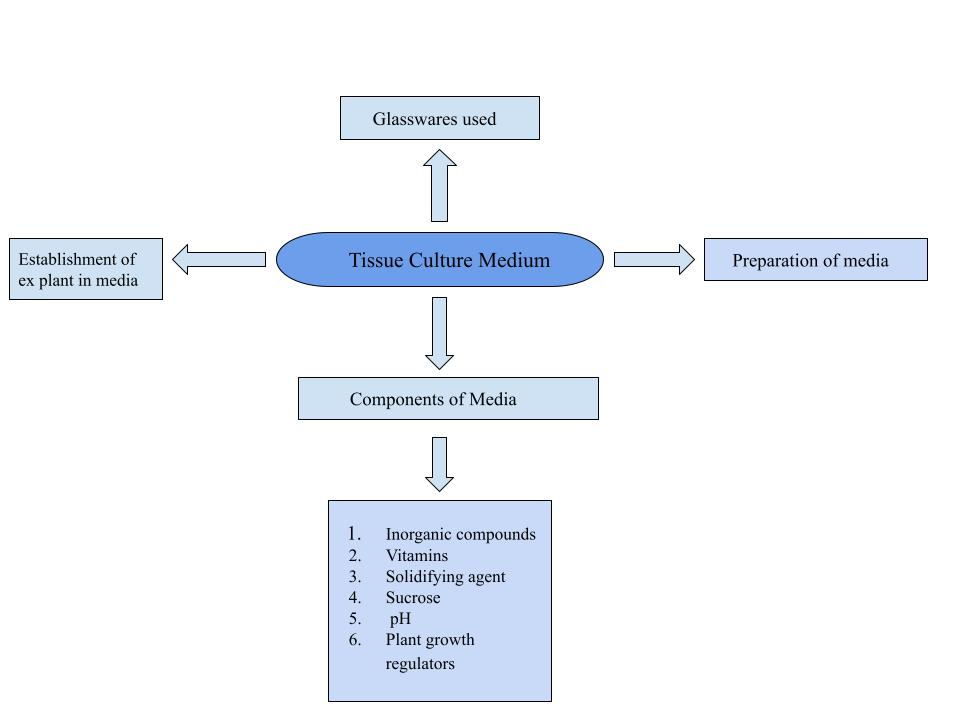 Glasswares used
Establishment of
ex plant in media
Tissue Culture Medium
Preparation of media
Components of Media
1. Inorganic compounds
2. Vitamins
3. Solidifying agent
4. Sucrose
5. pH
6. Plant growth
regulators